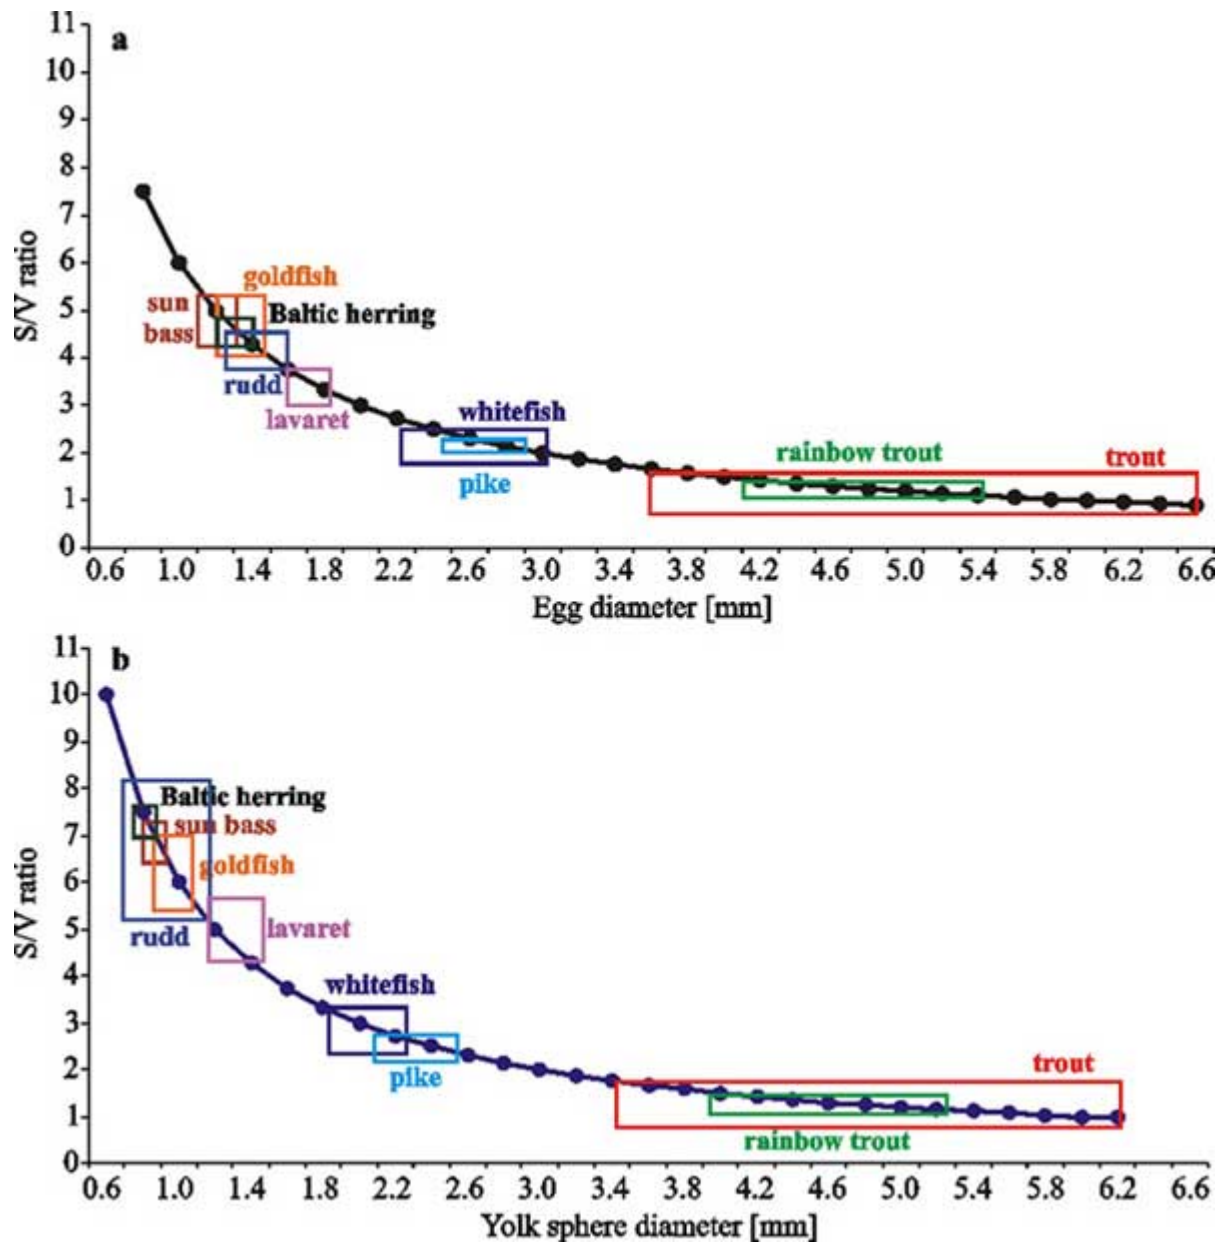 a
11
10
9
8
7
6
5
4
3
2
1
0
S/V ratio
goldfish
sun
bass
Baltic herring
rudd
lavaret
whitefish
pike
rainbow trout
trout
0.6 1.0 1.4 1.8 2.2 2.6 3.0 3.4 3.8 4.2 4.6 5.0 5.4 5.8 6.2 6.6
Egg diameter [mm]
b
11
10
9
8
7
6
5
4
3
2
1
0
S/V ratio
Baltic herring
sun bass
goldfish
rudd
lavaret
whitefish
pike
trout
rainbow trout
0.6 1.0 1.4 1.8 2.2 2.6 3.0 3.4 3.8 4.2 4.6 5.0 5.4 5.8 6.2 6.6
Yolk sphere diameter [mm]